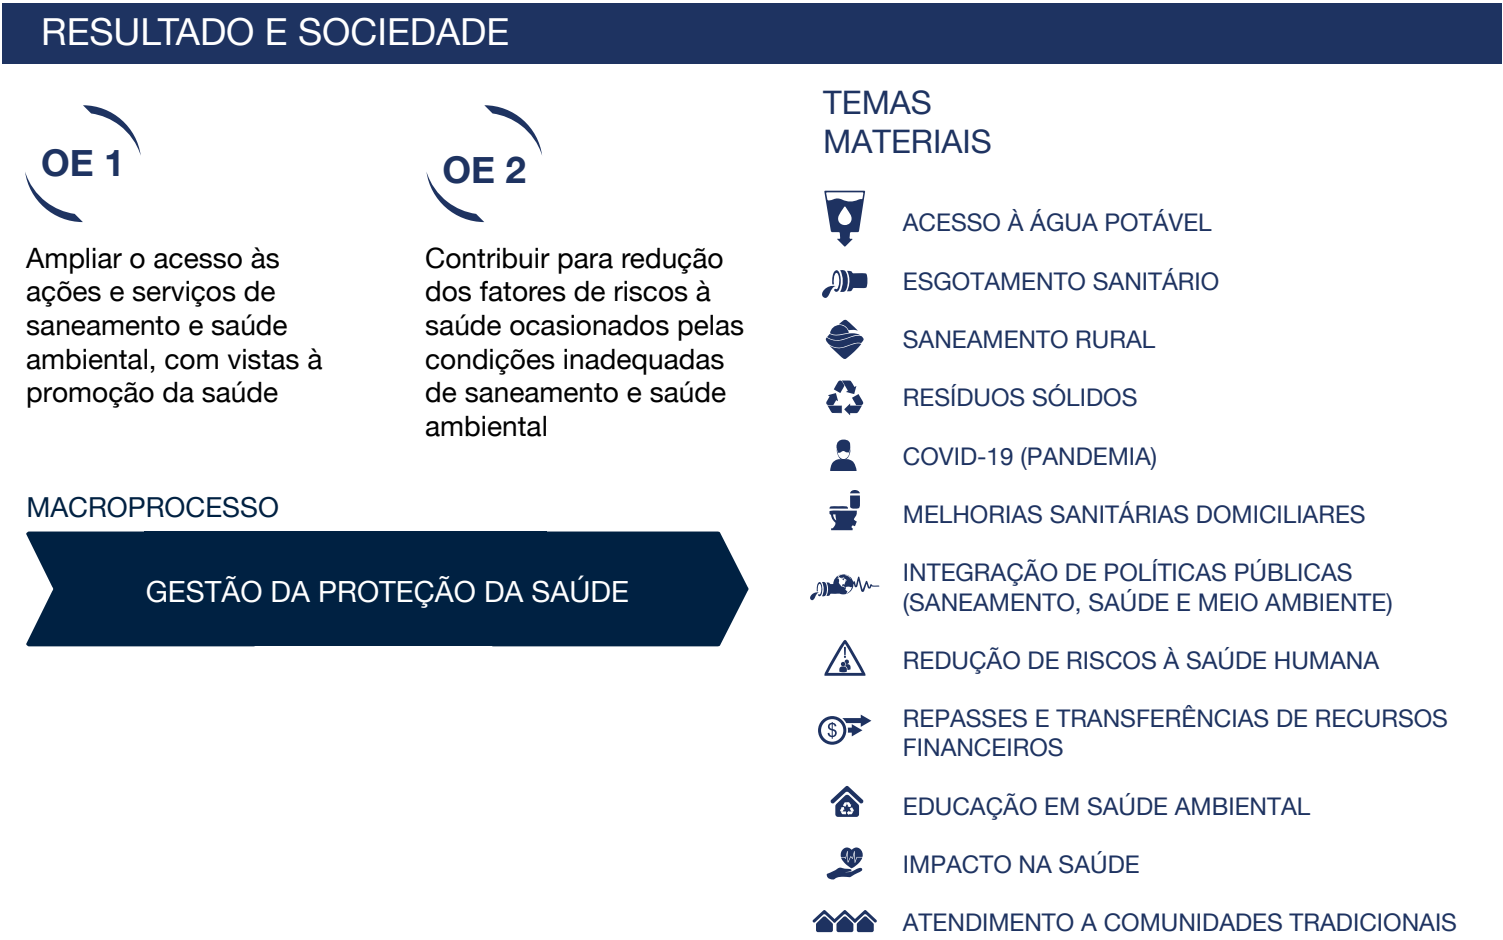 RESULTADO E SOCIEDADE
OE 1
Ampliar o acesso às
ações e serviços de
saneamento e saúde
ambiental, com vistas à
promoção da saúde
OE 2
Contribuir para redução
dos fatores de riscos à
saúde ocasionados pelas
condições inadequadas
de saneamento e saúde
ambiental
MACROPROCESSO
GESTÃO DA PROTEÇÃO DA SAÚDE
TEMAS
MATERIAIS
ACESSO À ÁGUA POTÁVEL
ESGOTAMENTO SANITÁRIO
SANEAMENTO RURAL
RESÍDUOS SÓLIDOS
COVID-19 (PANDEMIA)
MELHORIAS SANITÁRIAS DOMICILIARES
INTEGRAÇÃO DE POLÍTICAS PÚBLICAS
(SANEAMENTO, SAÚDE E MEIO AMBIENTE)
REDUÇÃO DE RISCOS À SAÚDE HUMANA
REPASSES E TRANSFERÊNCIAS DE RECURSOS
FINANCEIROS
EDUCAÇÃO EM SAÚDE AMBIENTAL
IMPACTO NA SAÚDE
ATENDIMENTO A COMUNIDADES TRADICIONAIS